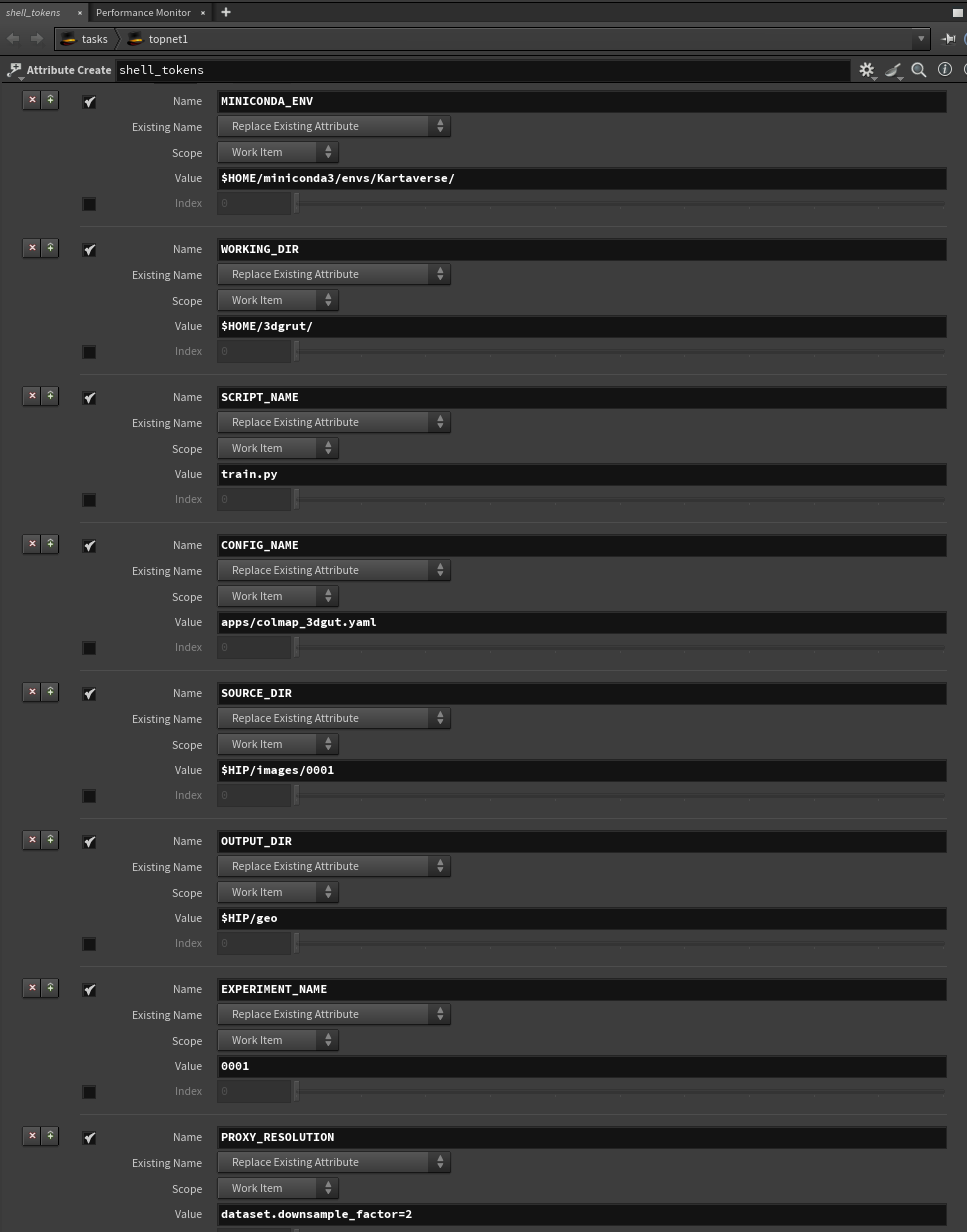 shell_tokens × Performance Monitor × +
tasks topnet1
Attribute Create shell_tokens
Name MINICONDA_ENV
Existing Name Replace Existing Attribute
Scope Work Item
Value $HOME/miniconda3/envs/Kartaverse/
Index 0
Name WORKING_DIR
Existing Name Replace Existing Attribute
Scope Work Item
Value $HOME/3dgrut/
Index 0
Name SCRIPT_NAME
Existing Name Replace Existing Attribute
Scope Work Item
Value train.py
Index 0
Name CONFIG_NAME
Existing Name Replace Existing Attribute
Scope Work Item
Value apps/colmap_3dgut.yaml
Index 0
Name SOURCE_DIR
Existing Name Replace Existing Attribute
Scope Work Item
Value $HIP/images/0001
Index 0
Name OUTPUT_DIR
Existing Name Replace Existing Attribute
Scope Work Item
Value $HIP/geo
Index 0
Name EXPERIMENT_NAME
Existing Name Replace Existing Attribute
Scope Work Item
Value 0001
Index 0
Name PROXY_RESOLUTION
Existing Name Replace Existing Attribute
Scope Work Item
Value dataset.downsample_factor=2